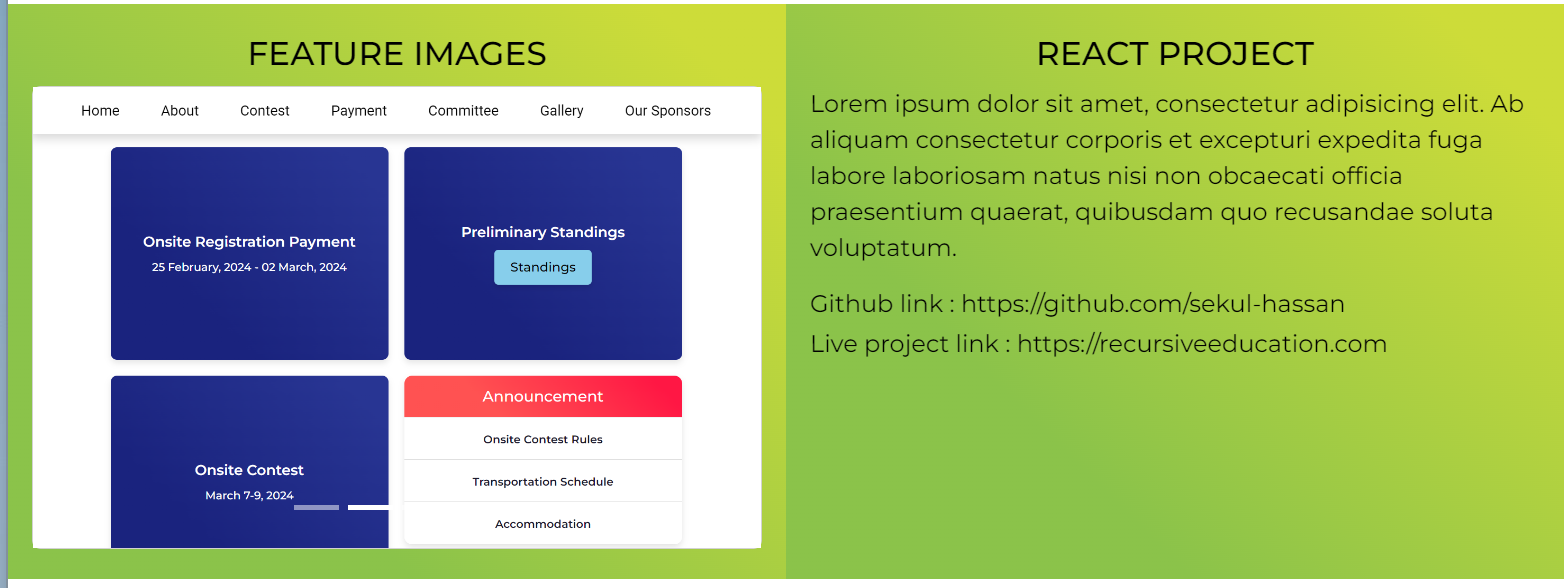 FEATURE IMAGES
Home About Contest Payment Committee Gallery Our Sponsors
Onsite Registration Payment
25 February, 2024 - 02 March, 2024
Preliminary Standings
Standings
Onsite Contest
March 7-9, 2024
Announcement
Onsite Contest Rules
Transportation Schedule
Accommodation
REACT PROJECT
Lorem ipsum dolor sit amet, consectetur adipisicing elit. Ab
aliquam consectetur corporis et excepturi expedita fuga
labore laboriosam natus nisi non obcaecati officia
praesentium quaerat, quibusdam quo recusandae soluta
voluptatum.
Github link : https://github.com/sekul-hassan
Live project link : https://recursiveeducation.com